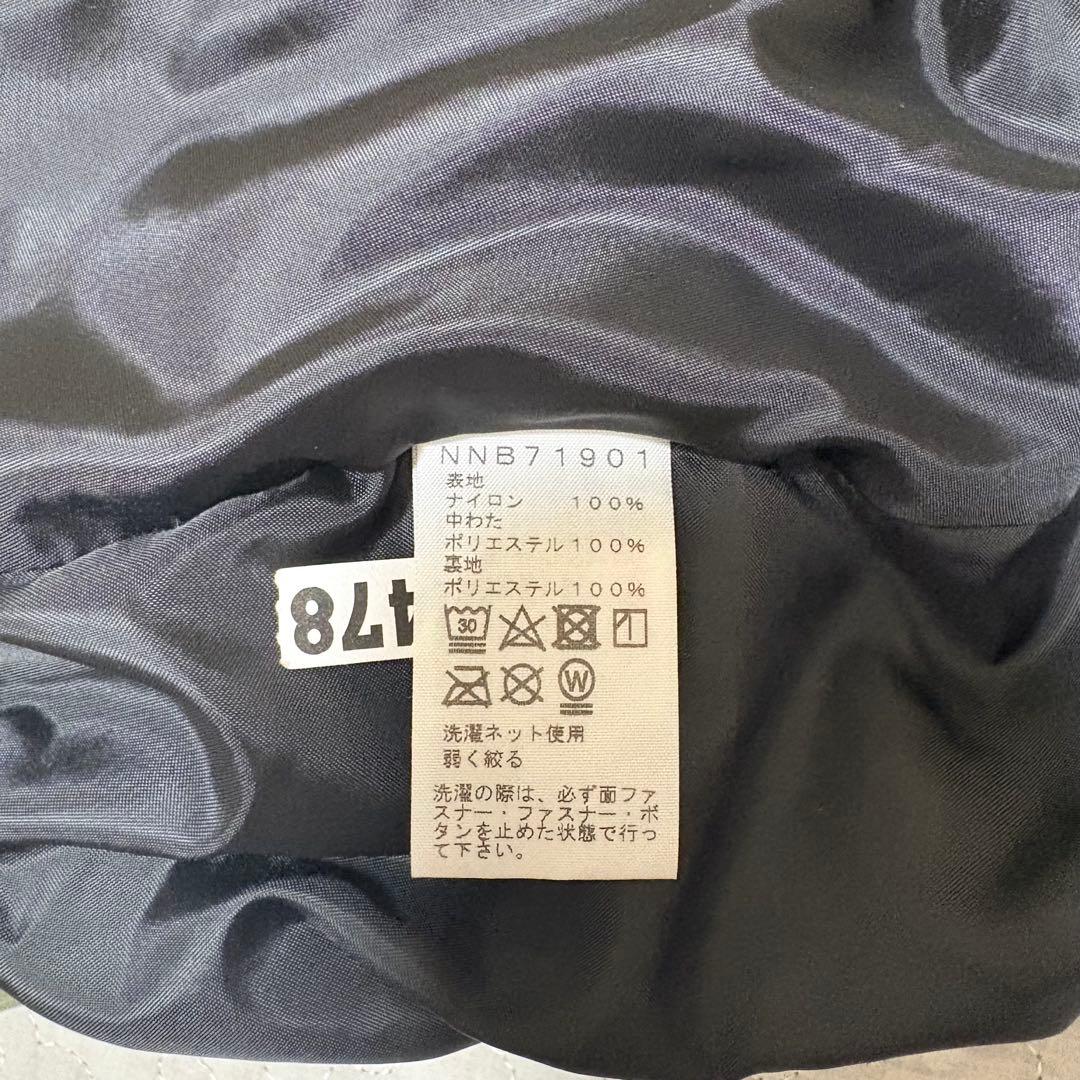 NNB71901
表地
ナイロン 100%
中わた
ポリエステル100%
裏地
ポリエステル100%
30
W
洗濯ネット使用
弱く絞る
洗濯の際は、必ず面ファ
スナー・ファスナー・ボ
タンを止めた状態で行っ
て下さい。
478